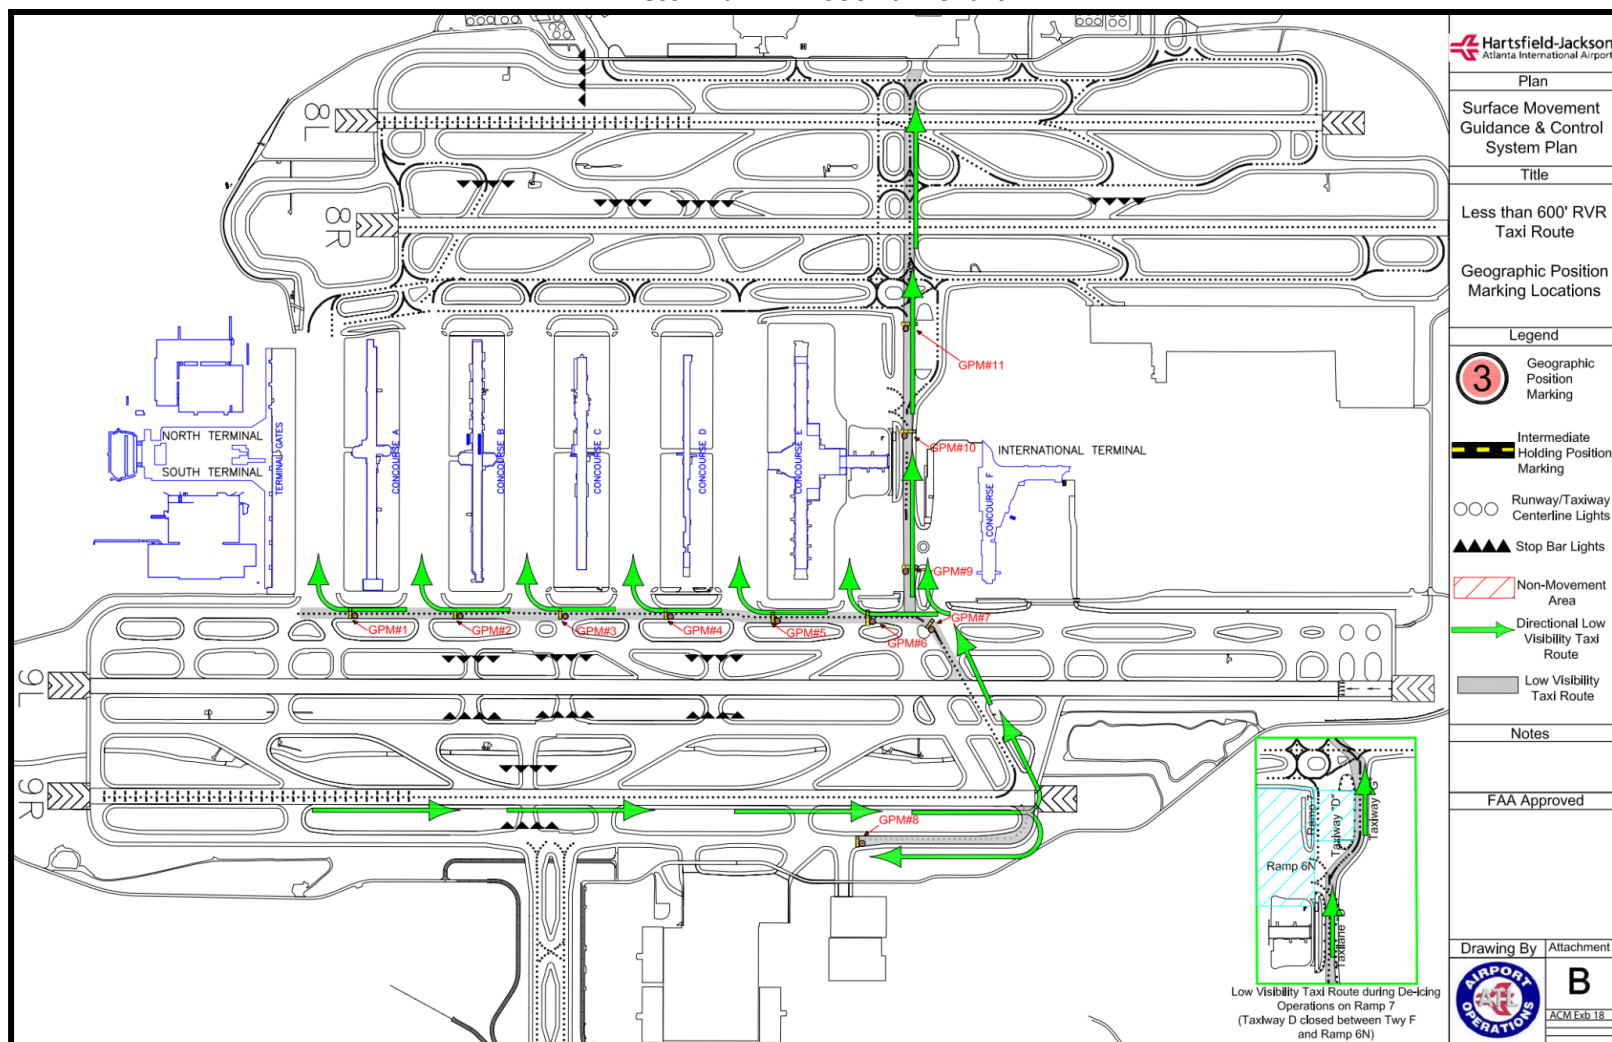 8L
8R
NORTH TERMINAL
SOUTH TERMINAL
TERMINAL GATES
CONCOURSE A
CONCOURSE B
CONCOURSE C
CONCOURSE D
CONCOURSE E
CONCOURSE F
INTERNATIONAL TERMINAL
GPM#11
GPM#10
GPM#9
GPM#1
GPM#2
GPM#3
GPM#4
GPM#5
GPM#6
GPM#7
GPM#8
9L
9R
Ramp 7
Taxiway "D"
Taxiway "G"
Ramp 6N
Taxilane "D"
Low Visibility Taxi Route during De-icing
Operations on Ramp 7
(Taxiway D closed between Twy F
and Ramp 6N)
Hartsfield-Jackson
Atlanta International Airport
Plan
Surface Movement
Guidance & Control
System Plan
Title
Less than 600' RVR
Taxi Route
Geographic Position
Marking Locations
Legend
3
Geographic
Position
Marking
Intermediate
Holding Position
Marking
Runway/Taxiway
Centerline Lights
Stop Bar Lights
Non-Movement
Area
Directional Low
Visibility Taxi
Route
Low Visibility
Taxi Route
Notes
FAA Approved
Drawing By
Attachment
AIRPORT
ATL
OPERATIONS
B
ACM Exb 18